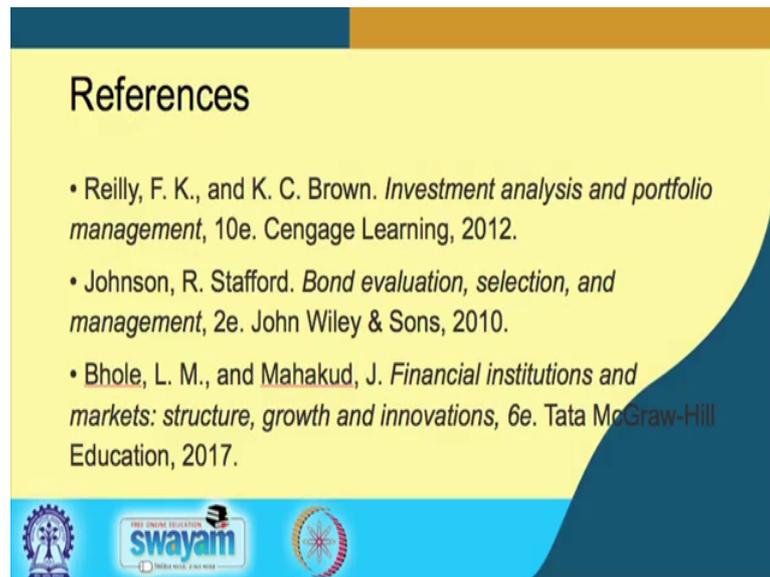 References
• Reilly, F. K., and K. C. Brown. Investment analysis and portfolio
management, 10e. Cengage Learning, 2012.
• Johnson, R. Stafford. Bond evaluation, selection, and
management, 2e. John Wiley & Sons, 2010.
• Bhole, L. M., and Mahakud, J. Financial institutions and
markets: structure, growth and innovations, 6e. Tata McGraw-Hill
Education, 2017.
FREE ONLINE EDUCATION
swayam